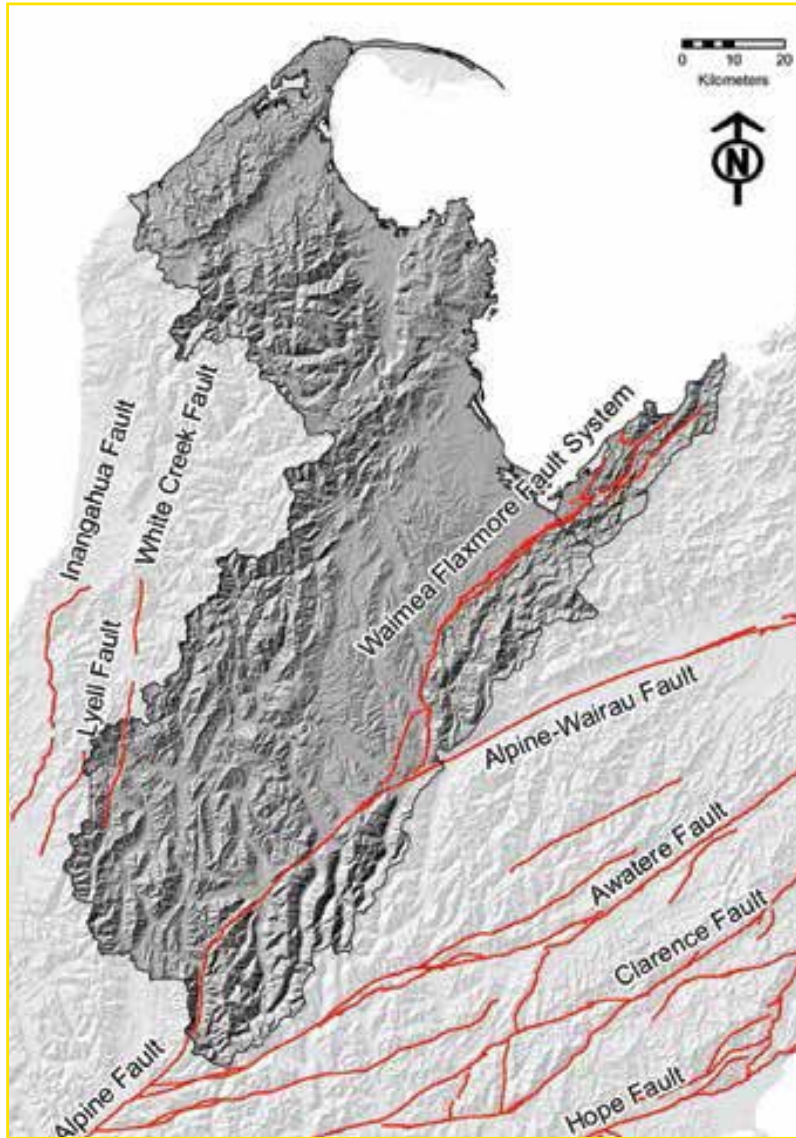 0 10 20
Kilometers
N
Inangahua Fault
White Creek Fault
Lyell Fault
Waimea Flaxmore Fault System
Alpine-Wairau Fault
Awatere Fault
Clarence Fault
Alpine Fault
Hope Fault